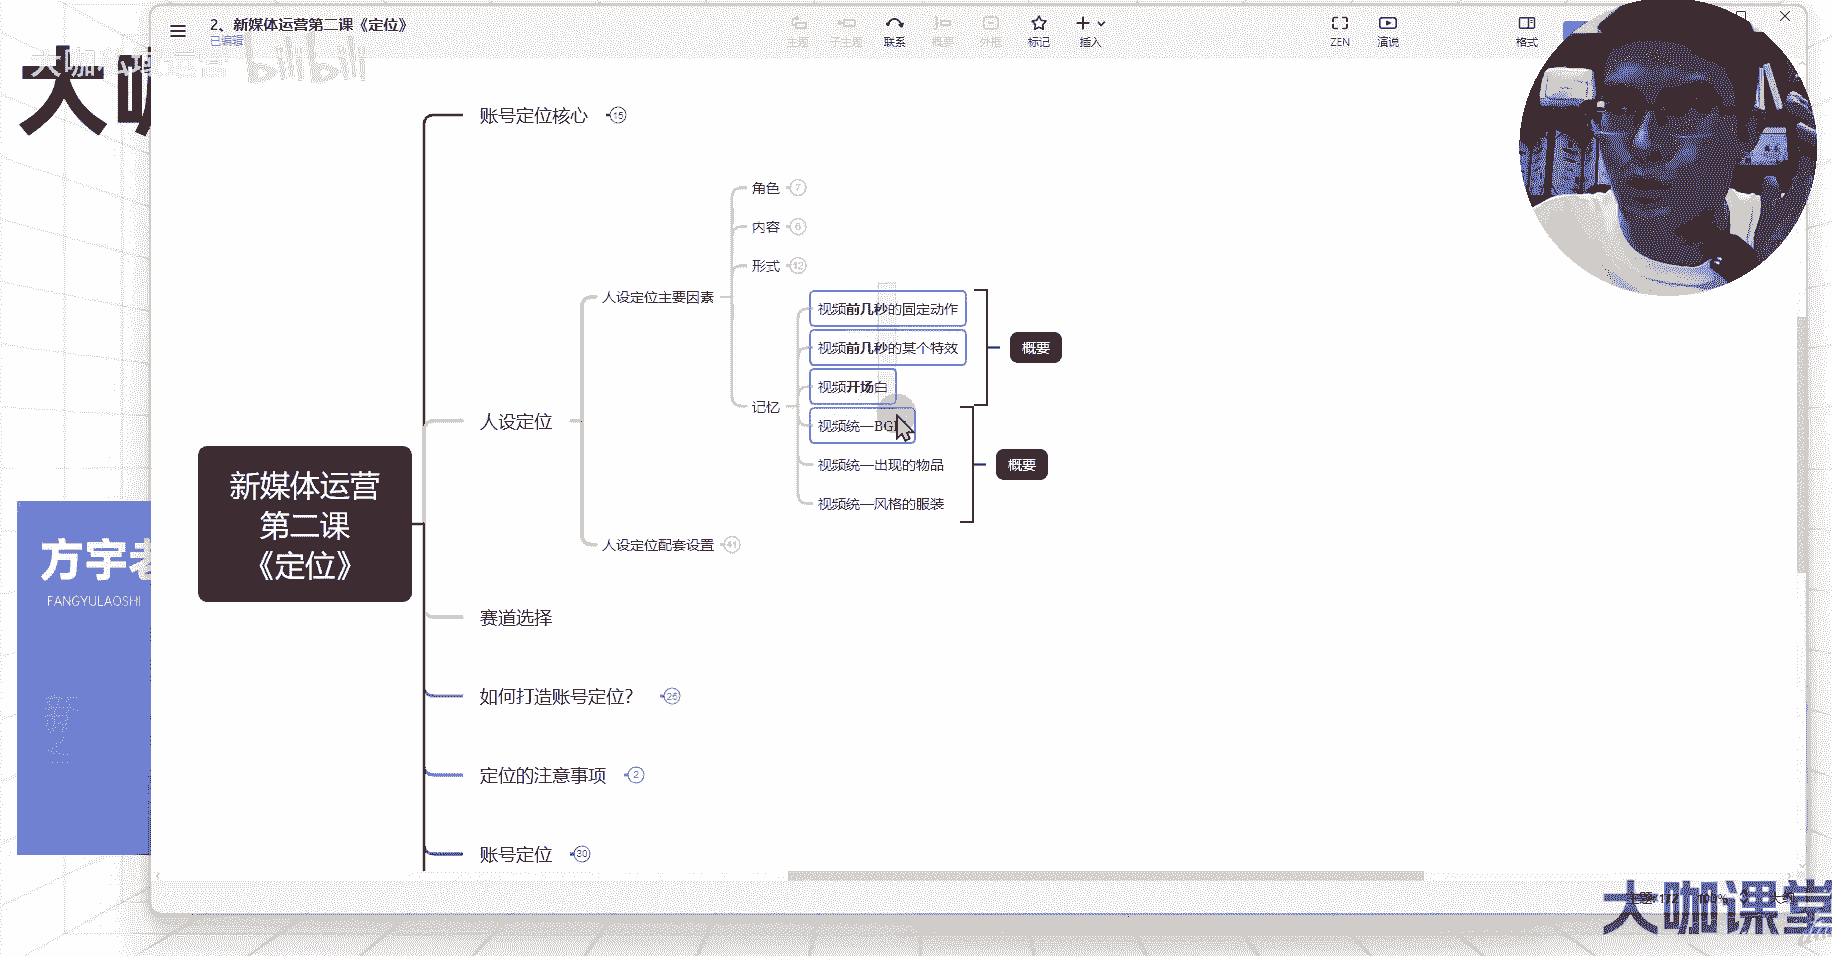 2、新媒体运营第二课《定位》
已编辑
主题
子主题
联系
概要
外框
标记
插入
ZEN
演说
格式
大咖私域运营
bilibili
大咖
账号定位核心 15
角色 7
内容 6
形式 12
人设定位主要因素
视频前几秒的固定动作
视频前几秒的某个特效
概要
视频开场白
记忆
人设定位
视频统一BG
视频统一出现的物品
概要
视频统一风格的服装
新媒体运营
第二课
《定位》
人设定位配套设置 41
方宇老
FANGYULAOSHI
赛道选择
如何打造账号定位? 25
定位的注意事项 2
账号定位 30
大咖课堂